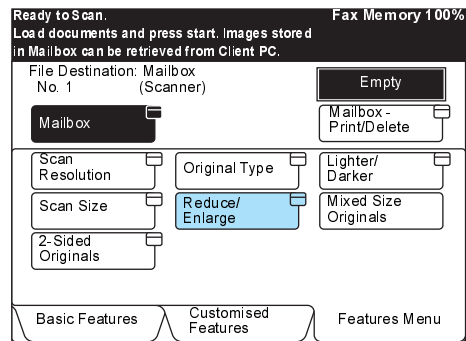 Ready to Scan. Fax Memory 100%
Load documents and press start. Images stored
in Mailbox can be retrieved from Client PC.
File Destination: Mailbox
No. 1 (Scanner)
Empty
Mailbox
Mailbox -
Print/Delete
Scan
Resolution
Original Type
Lighter/
Darker
Scan Size
Reduce/
Enlarge
Mixed Size
Originals
2-Sided
Originals
Basic Features
Customised
Features
Features Menu